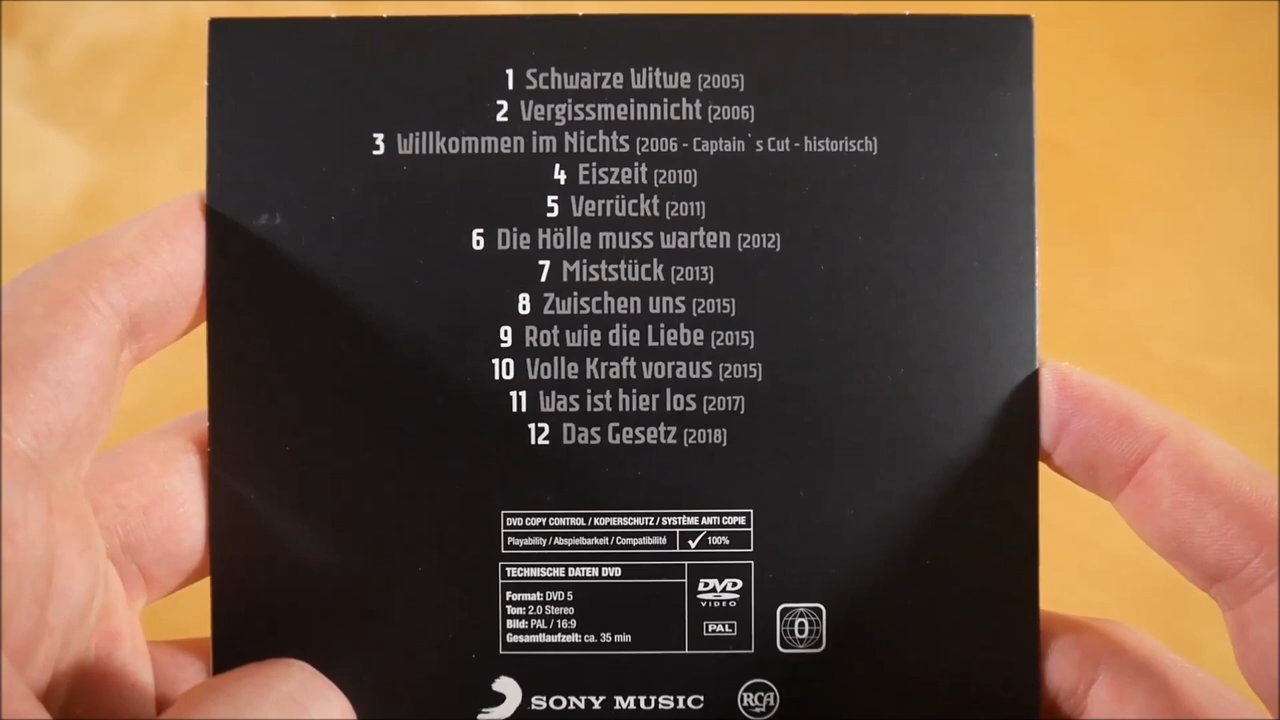 1 Schwarze Witwe (2005)
2 Vergissmeinnicht (2006)
3 Willkommen im Nichts (2006 - Captain`s Cut - historisch)
4 Eiszeit (2010)
5 Verrückt (2011)
6 Die Hölle muss warten (2012)
7 Miststück (2013)
8 Zwischen uns (2015)
9 Rot wie die Liebe (2015)
10 Volle Kraft voraus (2015)
11 Was ist hier los (2017)
12 Das Gesetz (2018)
DVD COPY CONTROL / KOPIERSCHUTZ / SYSTÈME ANTI COPIE
Playability / Abspielbarkeit / Compatibilité ✓ 100%
TECHNISCHE DATEN DVD
Format: DVD 5
Ton: 2.0 Stereo
Bild: PAL / 16:9
Gesamtlaufzeit: ca. 35 min
DVD
VIDEO
PAL
0
SONY MUSIC
RCA